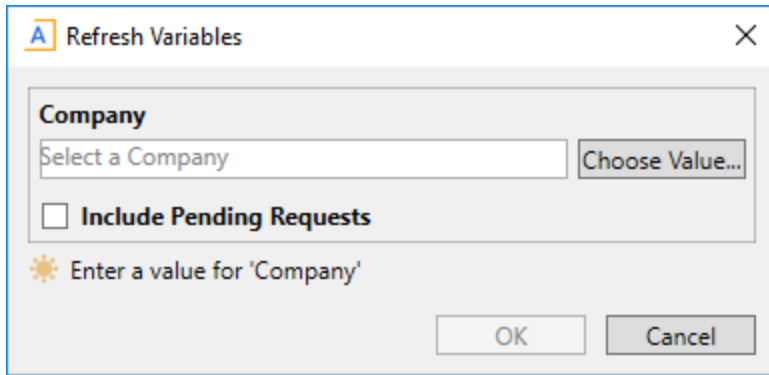 A Refresh Variables
Company
Select a Company
Choose Value...
Include Pending Requests
Enter a value for 'Company'
OK Cancel